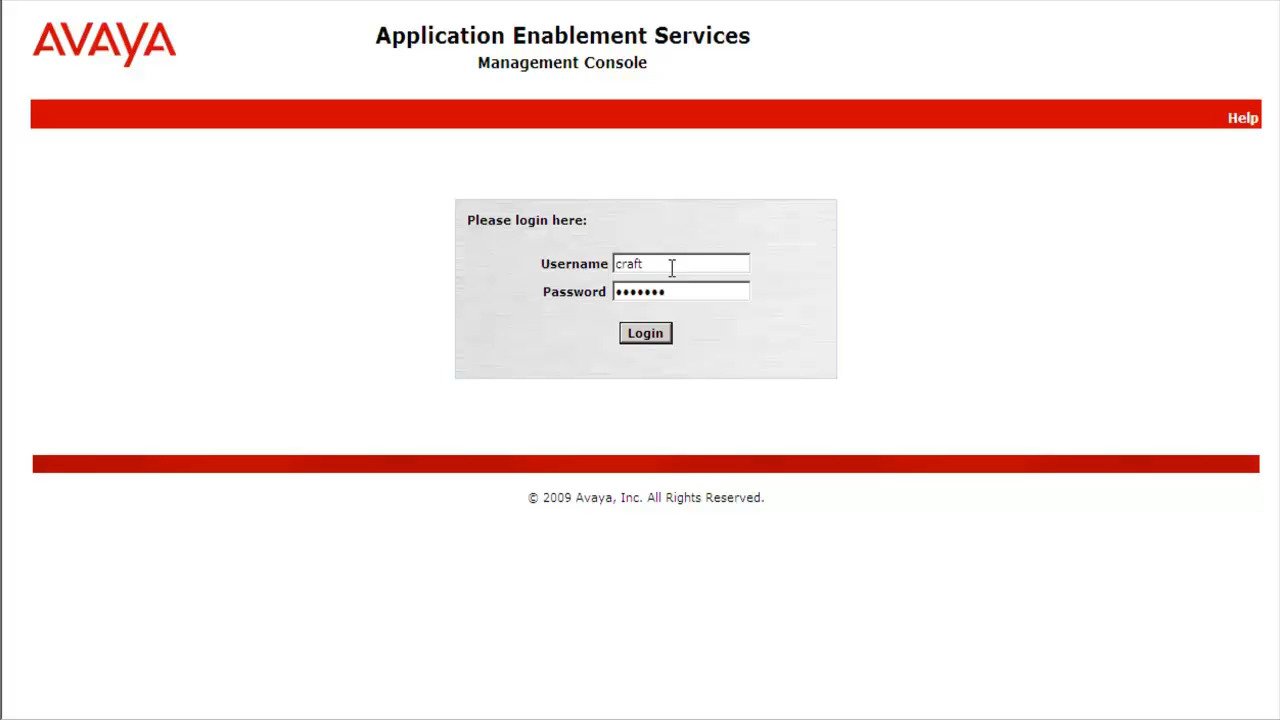 AVAYA
Application Enablement Services
Management Console
Help
Please login here:
Username craft
Password •••••••
Login
© 2009 Avaya, Inc. All Rights Reserved.